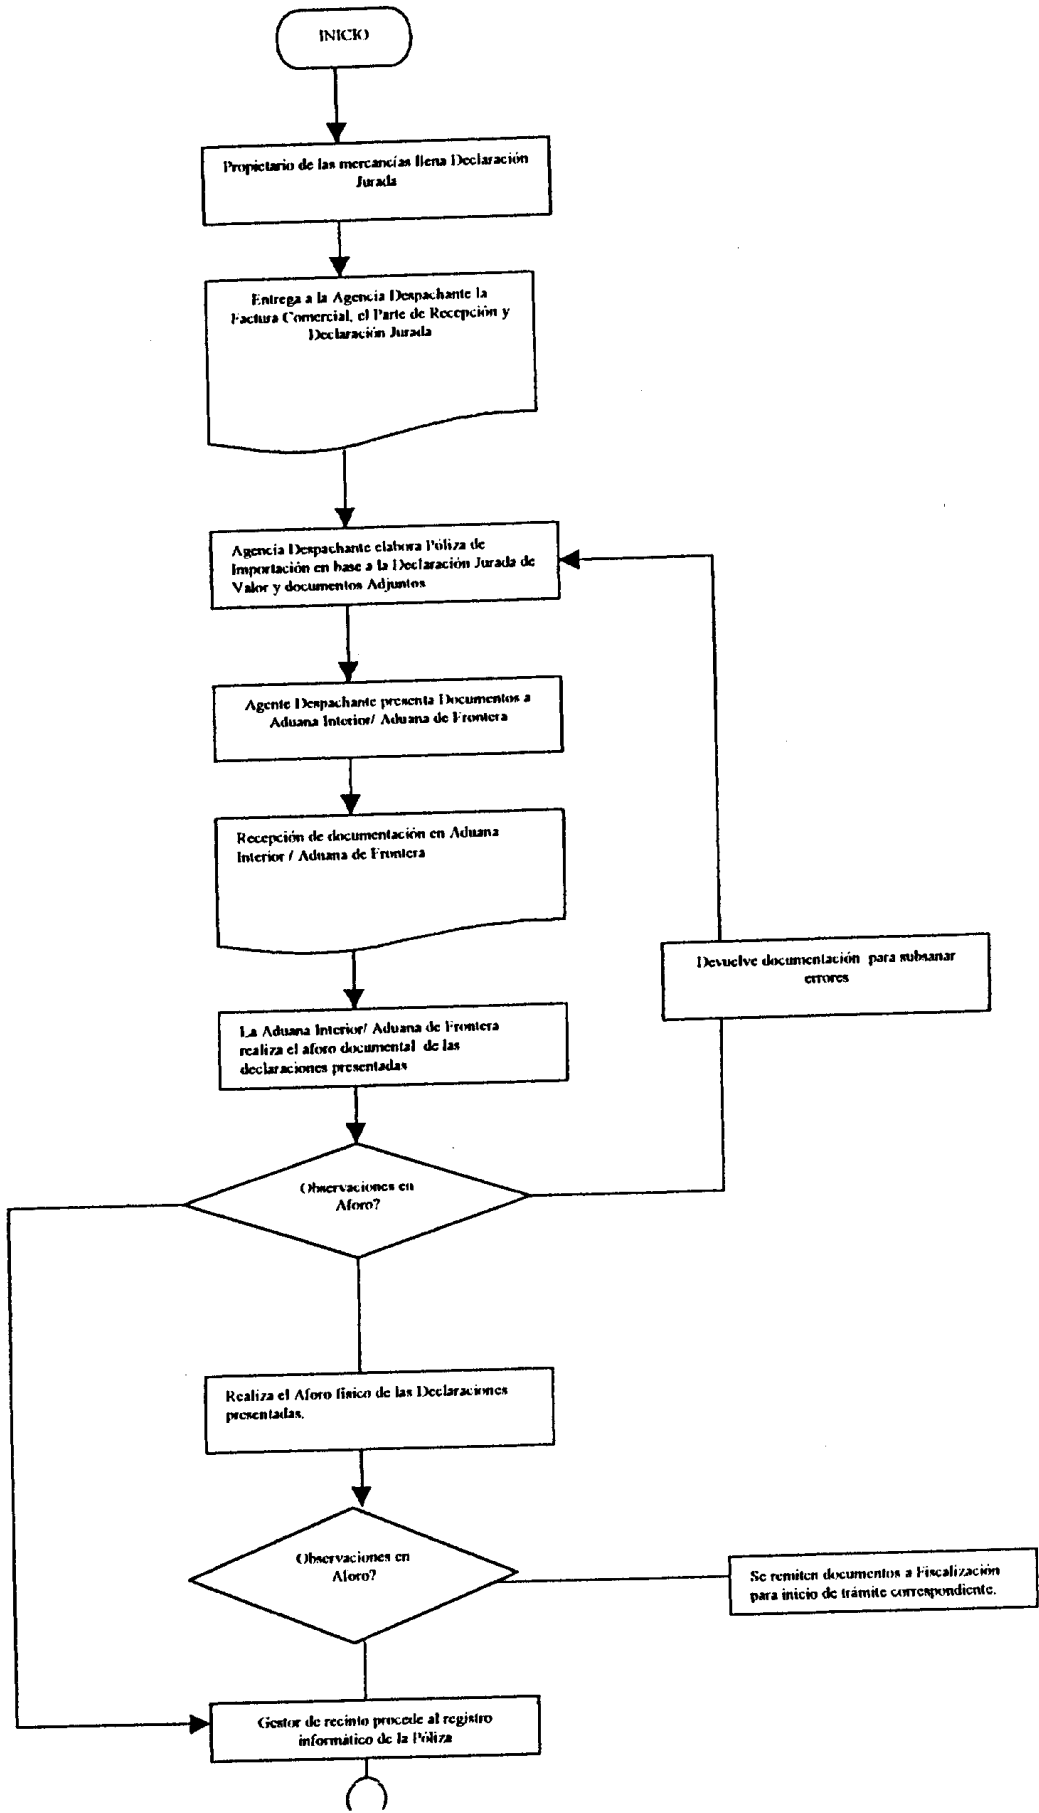 INICIO
Propietario de las mercancías llena Declaración
Jurada
Entrega a la Agencia Despachante la
Factura Comercial, el Parte de Recepción y
Declaración Jurada
Agencia Despachante elabora Póliza de
Importación en base a la Declaración Jurada de
Valor y documentos Adjuntos
Agente Despachante presenta Documentos a
Aduana Interior/ Aduana de Frontera
Recepción de documentación en Aduana
Interior / Aduana de Frontera
Devuelve documentación para subsanar
errores
La Aduana Interior/ Aduana de Frontera
realiza el aforo documental de las
declaraciones presentadas
Observaciones en
Aforo?
Realiza el Aforo físico de las Declaraciones
presentadas.
Observaciones en
Aforo?
Se remiten documentos a Fiscalización
para inicio de trámite correspondiente.
Gestor de recinto procede al registro
informático de la Póliza